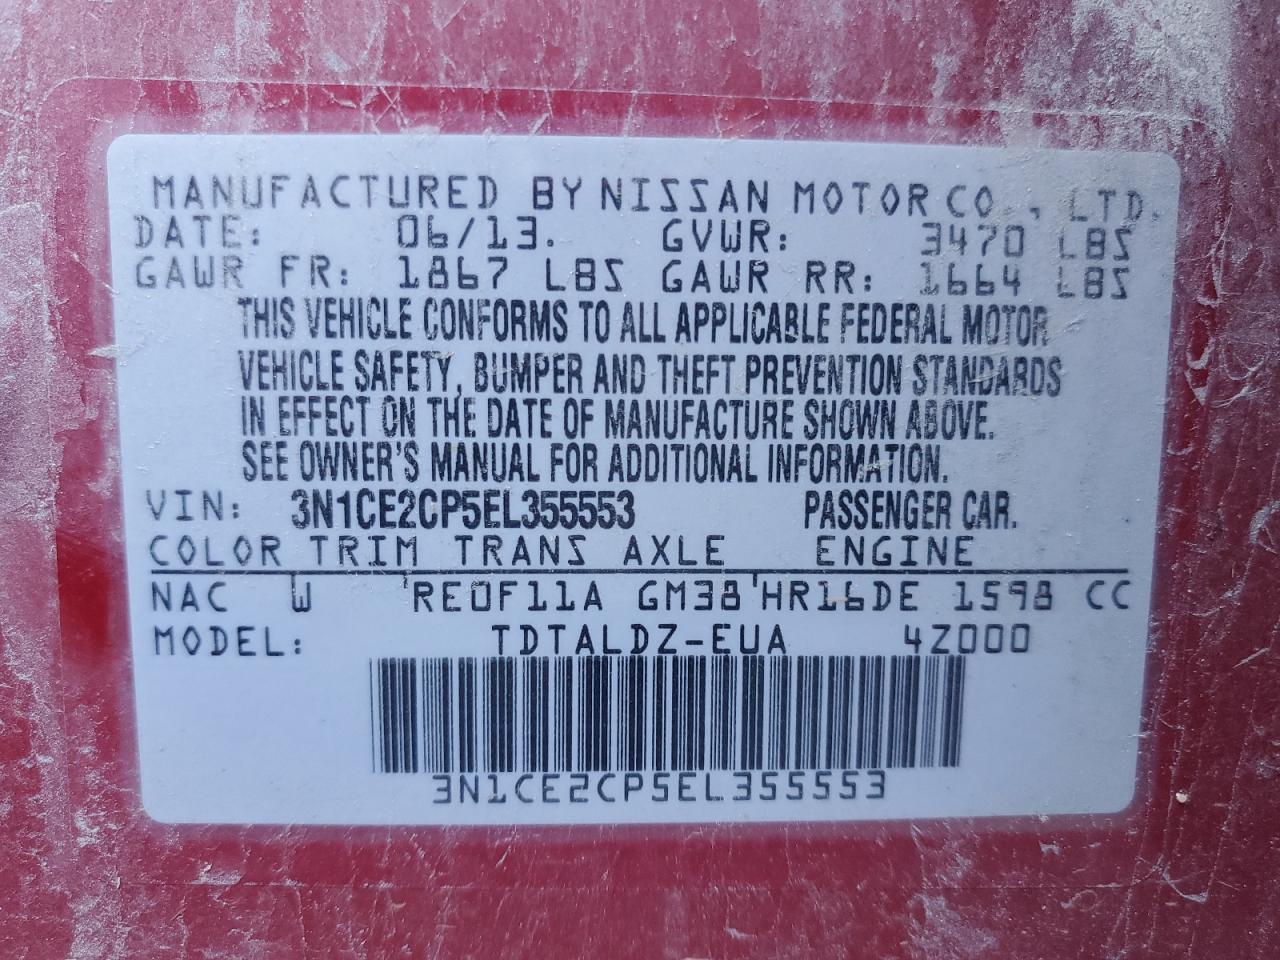 MANUFACTURED BY NISSAN MOTOR CO., LTD.
DATE: 06/13. GVWR: 3470 LBS
GAWR FR: 1867 LBS GAWR RR: 1664 LBS
THIS VEHICLE CONFORMS TO ALL APPLICABLE FEDERAL MOTOR
VEHICLE SAFETY, BUMPER AND THEFT PREVENTION STANDARDS
IN EFFECT ON THE DATE OF MANUFACTURE SHOWN ABOVE.
SEE OWNER'S MANUAL FOR ADDITIONAL INFORMATION.
VIN: 3N1CE2CP5EL355553 PASSENGER CAR.
COLOR TRIM TRANS AXLE ENGINE
NAC W 'RE0F11A GM38'HR16DE 1598 CC
MODEL: TDTALDZ-EUA 4Z000
3N1CE2CP5EL355553